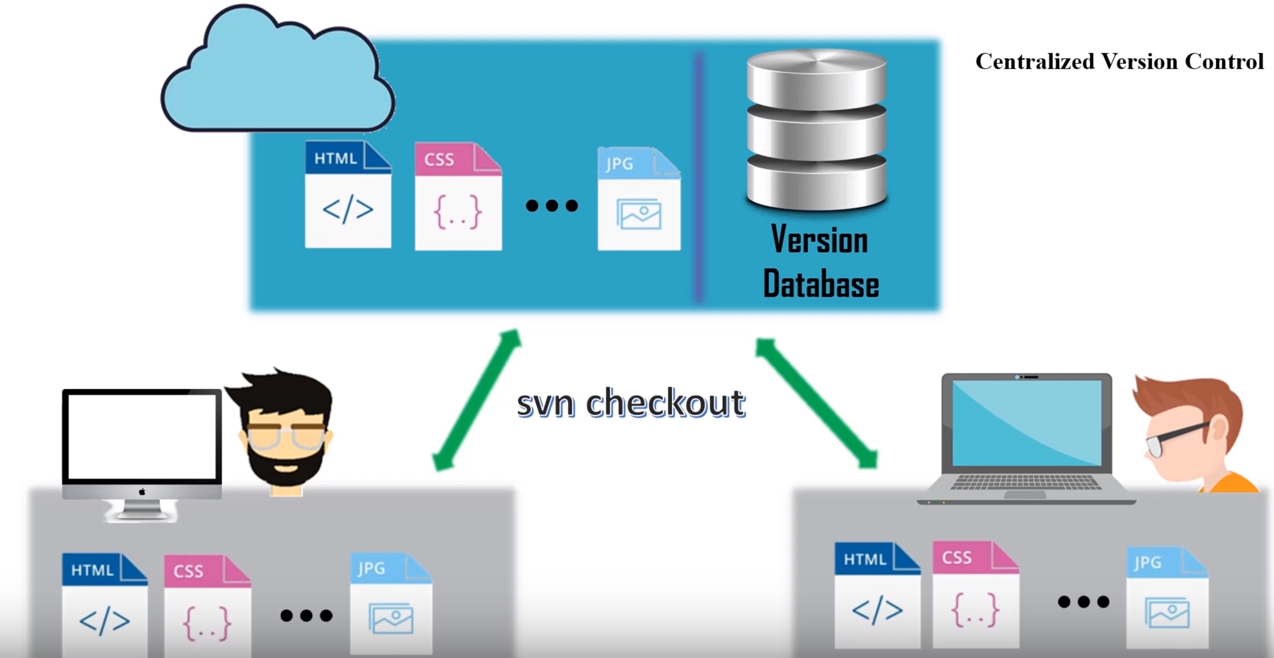 Centralized Version Control
HTML
</>
CSS
{..}
JPG
Version
Database
svn checkout
HTML
</>
CSS
{..}
JPG
HTML
</>
CSS
{..}
JPG